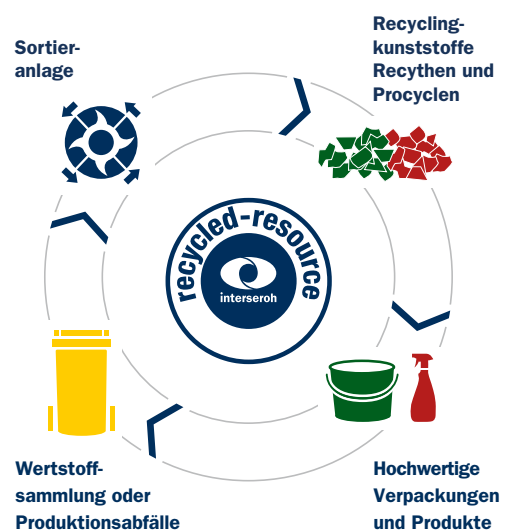 Sortier-
anlage
Recycling-
kunststoffe
Recythen und
Procyclen
recycled-resource
interseroh
Wertstoff-
sammlung oder
Produktionsabfälle
Hochwertige
Verpackungen
und Produkte